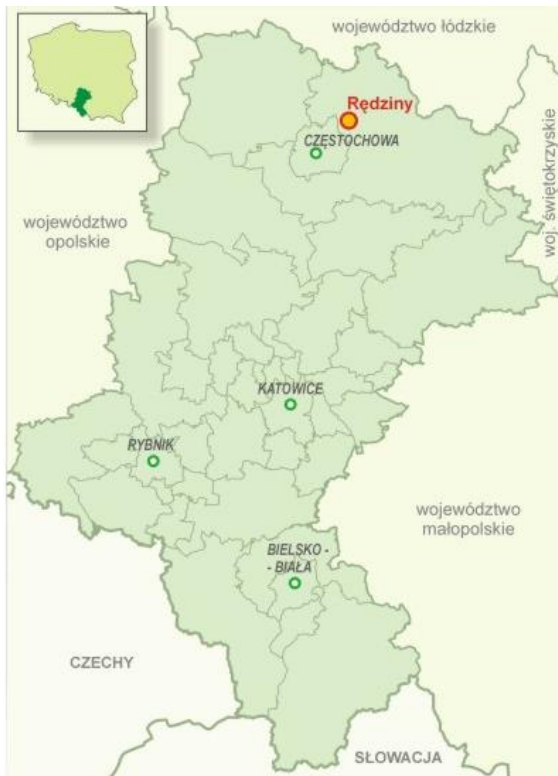 województwo łódzkie
Rędziny
CZĘSTOCHOWA
woj. świętokrzyskie
województwo
opolskie
KATOWICE
RYBNIK
województwo
małopolskie
BIELSKO -
- BIAŁA
CZECHY
SŁOWACJA